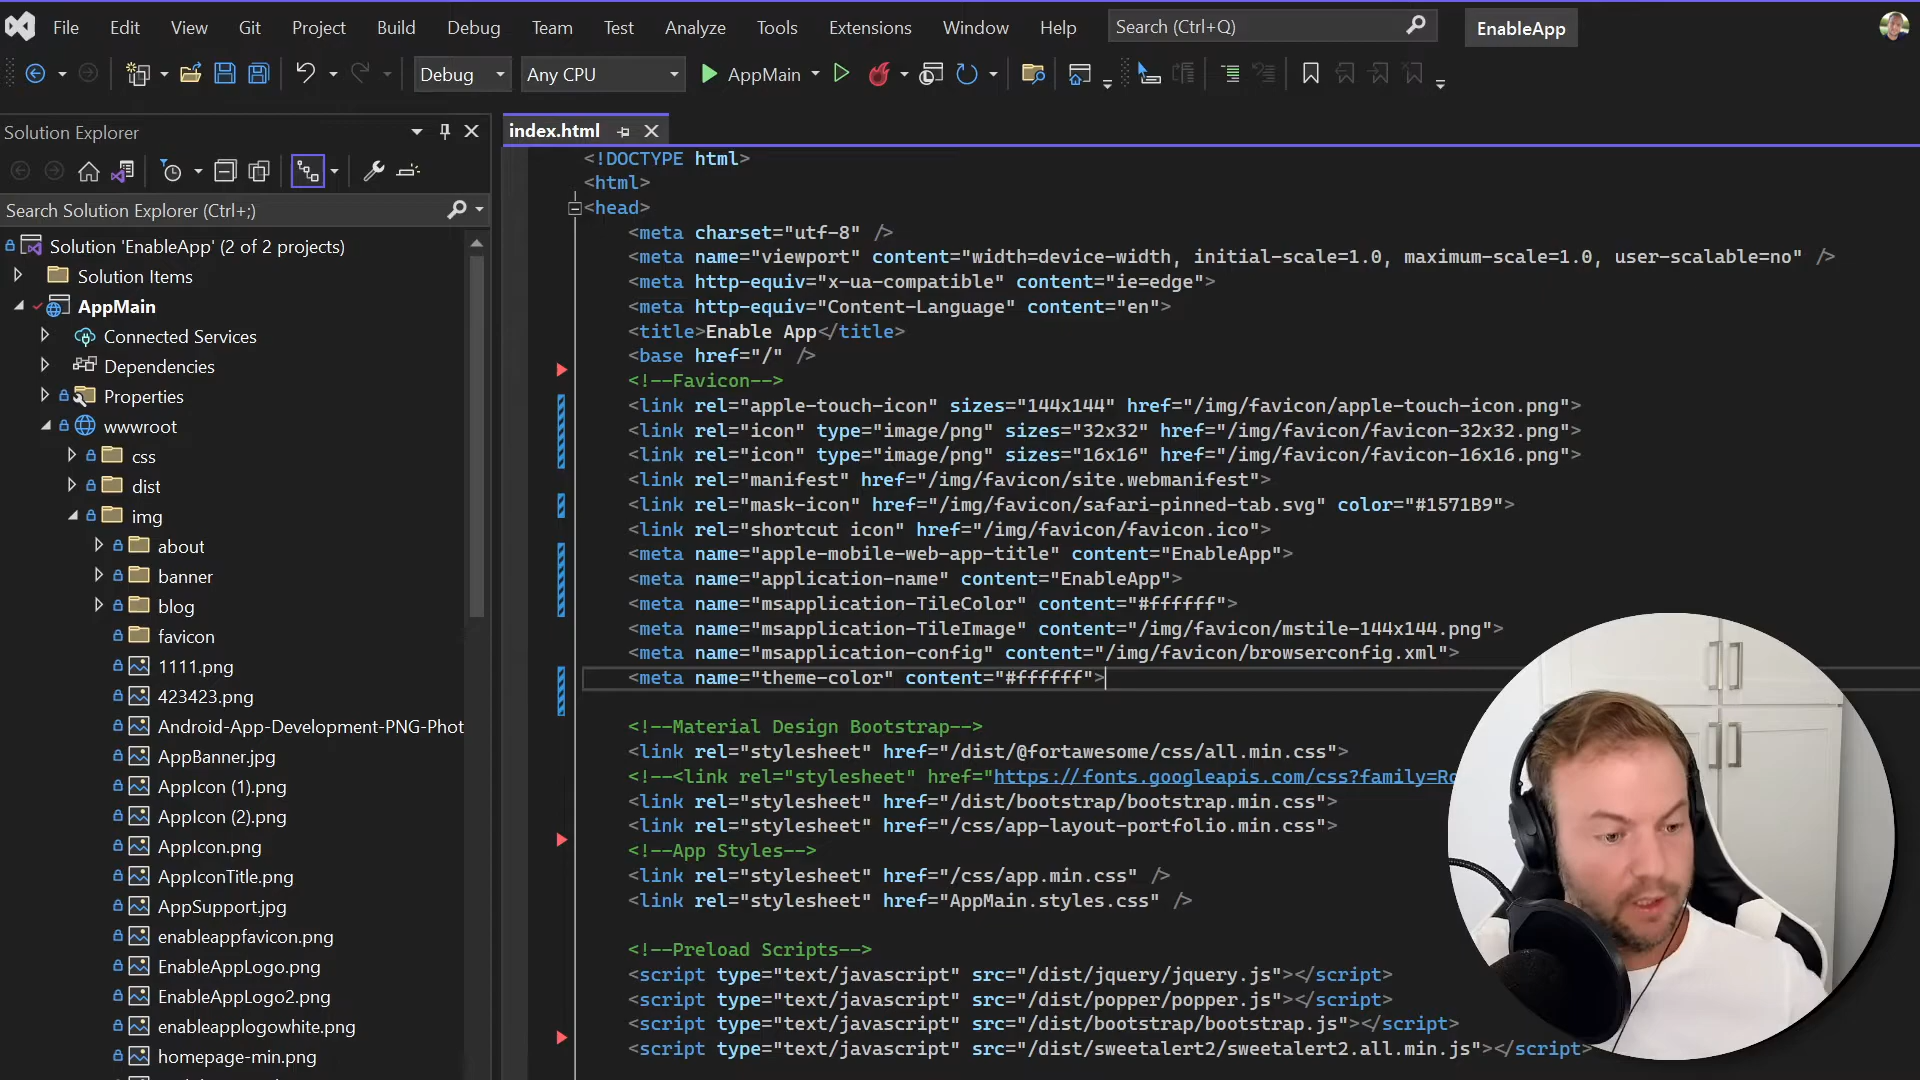 File Edit View Git Project Build Debug Team Test Analyze Tools Extensions Window Help Search (Ctrl+Q) EnableApp
Debug Any CPU AppMain
Solution Explorer
Search Solution Explorer (Ctrl+;)
Solution 'EnableApp' (2 of 2 projects)
Solution Items
AppMain
Connected Services
Dependencies
Properties
wwwroot
css
dist
img
about
banner
blog
favicon
1111.png
423423.png
Android-App-Development-PNG-Phot
AppBanner.jpg
AppIcon (1).png
AppIcon (2).png
AppIcon.png
AppIconTitle.png
AppSupport.jpg
enableappfavicon.png
EnableAppLogo.png
EnableAppLogo2.png
enableapplogowhite.png
homepage-min.png
index.html
<!DOCTYPE html>
<html>
<head>
<meta charset="utf-8" />
<meta name="viewport" content="width=device-width, initial-scale=1.0, maximum-scale=1.0, user-scalable=no" />
<meta http-equiv="x-ua-compatible" content="ie=edge">
<meta http-equiv="Content-Language" content="en">
<title>Enable App</title>
<base href="/" />
<!--Favicon-->
<link rel="apple-touch-icon" sizes="144x144" href="/img/favicon/apple-touch-icon.png">
<link rel="icon" type="image/png" sizes="32x32" href="/img/favicon/favicon-32x32.png">
<link rel="icon" type="image/png" sizes="16x16" href="/img/favicon/favicon-16x16.png">
<link rel="manifest" href="/img/favicon/site.webmanifest">
<link rel="mask-icon" href="/img/favicon/safari-pinned-tab.svg" color="#1571B9">
<link rel="shortcut icon" href="/img/favicon/favicon.ico">
<meta name="apple-mobile-web-app-title" content="EnableApp">
<meta name="application-name" content="EnableApp">
<meta name="msapplication-TileColor" content="#ffffff">
<meta name="msapplication-TileImage" content="/img/favicon/mstile-144x144.png">
<meta name="msapplication-config" content="/img/favicon/browserconfig.xml">
<meta name="theme-color" content="#ffffff">
<!--Material Design Bootstrap-->
<link rel="stylesheet" href="/dist/@fortawesome/css/all.min.css">
<!--<link rel="stylesheet" href="https://fonts.googleapis.com/css?family=Ro
<link rel="stylesheet" href="/dist/bootstrap/bootstrap.min.css">
<link rel="stylesheet" href="/css/app-layout-portfolio.min.css">
<!--App Styles-->
<link rel="stylesheet" href="/css/app.min.css" />
<link rel="stylesheet" href="AppMain.styles.css" />
<!--Preload Scripts-->
<script type="text/javascript" src="/dist/jquery/jquery.js"></script>
<script type="text/javascript" src="/dist/popper/popper.js"></script>
<script type="text/javascript" src="/dist/bootstrap/bootstrap.js"></script>
<script type="text/javascript" src="/dist/sweetalert2/sweetalert2.all.min.js"></script>